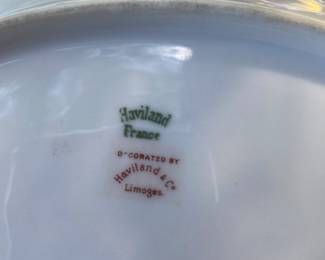 Haviland
France
DECORATED BY
Haviland & Co
Limoges.